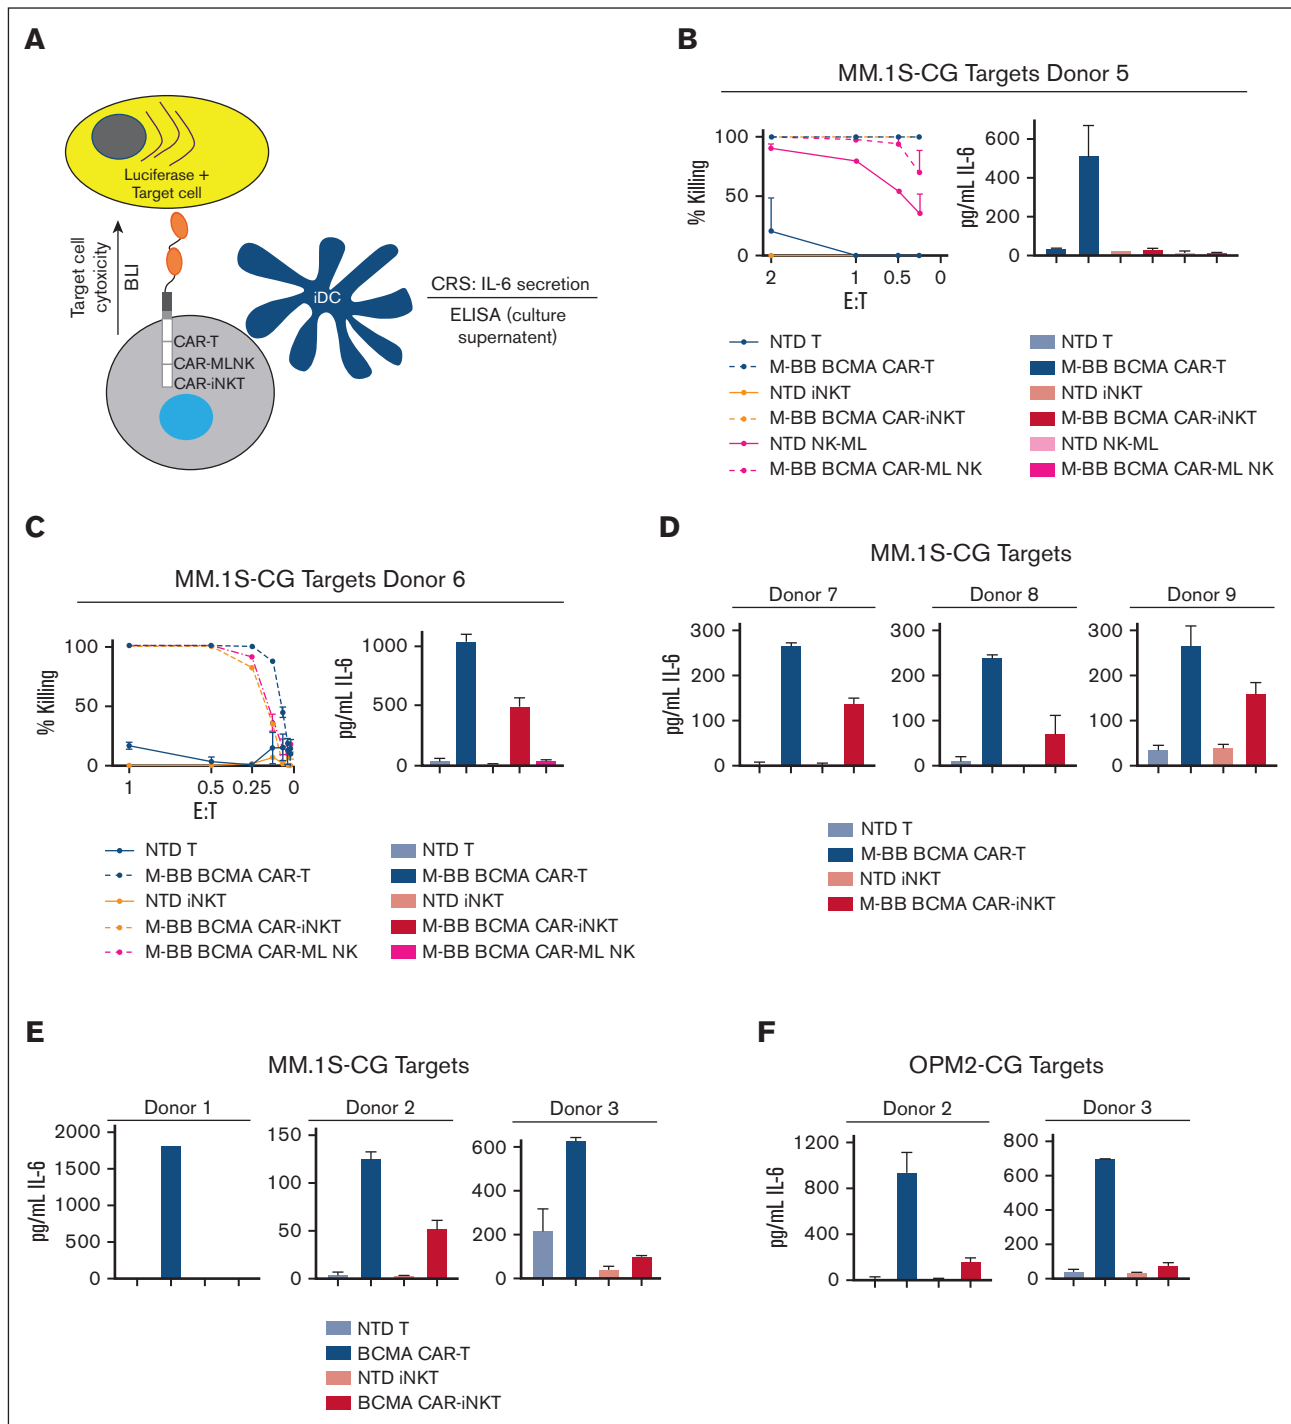 A
Luciferase +
Target cell
Target cell
cytoxicity
BLI
CAR-T
CAR-MLNK
CAR-iNKT
iDC
CRS: IL-6 secretion
ELISA (culture
supernatent)
B
MM.1S-CG Targets Donor 5
% Killing
100
50
0
2
1
0.5
0
E:T
pg/mL IL-6
600
400
200
0
NTD T
M-BB BCMA CAR-T
NTD iNKT
M-BB BCMA CAR-iNKT
NTD NK-ML
M-BB BCMA CAR-ML NK
NTD T
M-BB BCMA CAR-T
NTD iNKT
M-BB BCMA CAR-iNKT
NTD NK-ML
M-BB BCMA CAR-ML NK
C
MM.1S-CG Targets Donor 6
% Killing
100
50
0
1
0.5
0.25
0
E:T
pg/mL IL-6
1000
500
0
NTD T
M-BB BCMA CAR-T
NTD iNKT
M-BB BCMA CAR-iNKT
M-BB BCMA CAR-ML NK
NTD T
M-BB BCMA CAR-T
NTD iNKT
M-BB BCMA CAR-iNKT
M-BB BCMA CAR-ML NK
D
MM.1S-CG Targets
Donor 7
pg/mL IL-6
300
200
100
0
Donor 8
300
200
100
0
Donor 9
300
200
100
0
NTD T
M-BB BCMA CAR-T
NTD iNKT
M-BB BCMA CAR-iNKT
E
MM.1S-CG Targets
Donor 1
pg/mL IL-6
2000
1500
1000
500
0
Donor 2
150
100
50
0
Donor 3
600
400
200
0
NTD T
BCMA CAR-T
NTD iNKT
BCMA CAR-iNKT
F
OPM2-CG Targets
Donor 2
pg/mL IL-6
1200
800
400
0
Donor 3
800
600
400
200
0